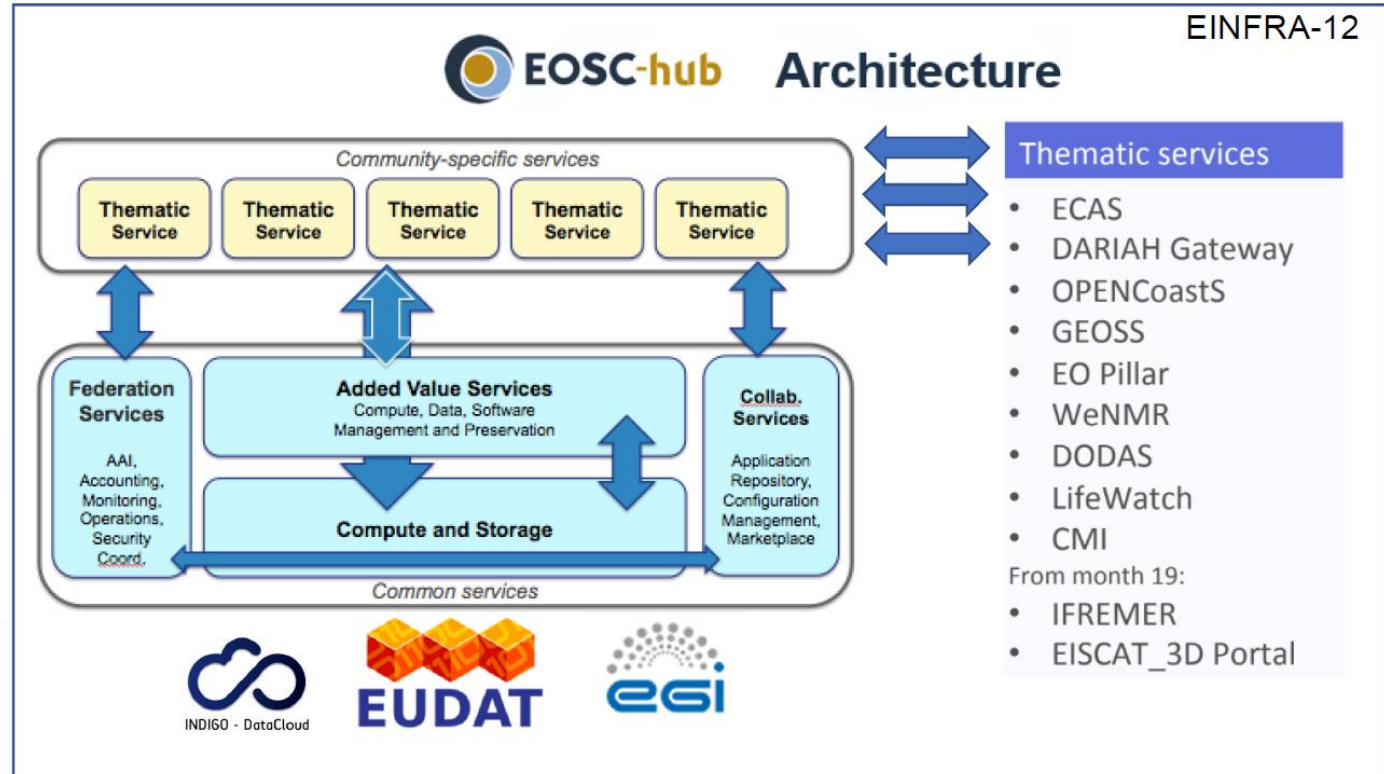 EINFRA-12
EOSC-hub Architecture
Community-specific services
Thematic
Service
Thematic
Service
Thematic
Service
Thematic
Service
Thematic
Service
Federation
Services
AAI,
Accounting,
Monitoring,
Operations,
Security
Coord.
Added Value Services
Compute, Data, Software
Management and Preservation
Compute and Storage
Collab.
Services
Application
Repository,
Configuration
Management,
Marketplace
Common services
INDIGO - DataCloud
EUDAT
eGi
Thematic services
• ECAS
• DARIAH Gateway
• OPENCoastS
• GEOSS
• EO Pillar
• WeNMR
• DODAS
• LifeWatch
• CMI
From month 19:
• IFREMER
• EISCAT_3D Portal